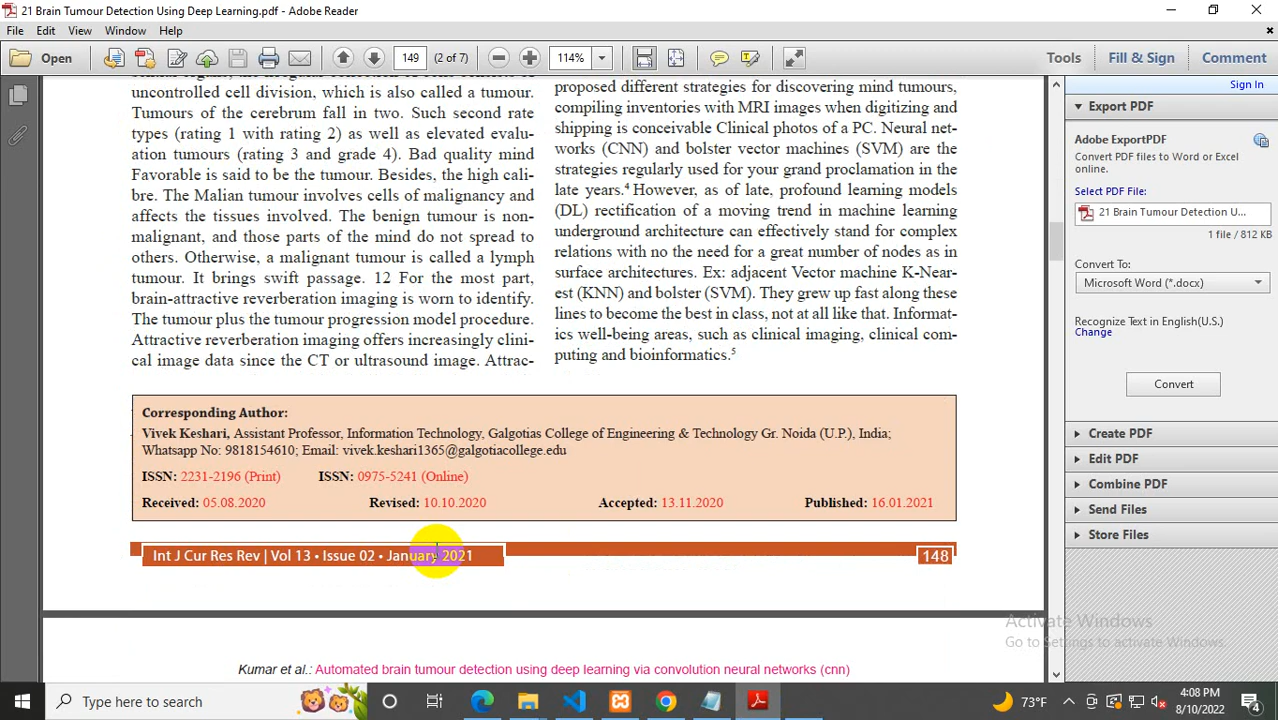 21 Brain Tumour Detection Using Deep Learning.pdf - Adobe Reader
File Edit View Window Help
Open 149 (2 of 7) 114% Tools Fill & Sign Comment
uncontrolled cell division, which is also called a tumour.
Tumours of the cerebrum fall in two. Such second rate
types (rating 1 with rating 2) as well as elevated evalu-
ation tumours (rating 3 and grade 4). Bad quality mind
Favorable is said to be the tumour. Besides, the high cali-
bre. The Malian tumour involves cells of malignancy and
affects the tissues involved. The benign tumour is non-
malignant, and those parts of the mind do not spread to
others. Otherwise, a malignant tumour is called a lymph
tumour. It brings swift passage. 12 For the most part,
brain-attractive reverberation imaging is worn to identify.
The tumour plus the tumour progression model procedure.
Attractive reverberation imaging offers increasingly clini-
cal image data since the CT or ultrasound image. Attrac-
proposed different strategies for discovering mind tumours,
compiling inventories with MRI images when digitizing and
shipping is conceivable Clinical photos of a PC. Neural net-
works (CNN) and bolster vector machines (SVM) are the
strategies regularly used for your grand proclamation in the
late years.4 However, as of late, profound learning models
(DL) rectification of a moving trend in machine learning
underground architecture can effectively stand for complex
relations with no the need for a great number of nodes as in
surface architectures. Ex: adjacent Vector machine K-Near-
est (KNN) and bolster (SVM). They grew up fast along these
lines to become the best in class, not at all like that. Informat-
ics well-being areas, such as clinical imaging, clinical com-
puting and bioinformatics.5
Corresponding Author:
Vivek Keshari, Assistant Professor, Information Technology, Galgotias College of Engineering & Technology Gr. Noida (U.P.), India;
Whatsapp No: 9818154610; Email: vivek.keshari1365@galgotiacollege.edu
ISSN: 2231-2196 (Print) ISSN: 0975-5241 (Online)
Received: 05.08.2020 Revised: 10.10.2020 Accepted: 13.11.2020 Published: 16.01.2021
Int J Cur Res Rev | Vol 13 • Issue 02 • January 2021 148
Kumar et al.: Automated brain tumour detection using deep learning via convolution neural networks (cnn)
Sign In
Export PDF
Adobe ExportPDF
Convert PDF files to Word or Excel
online.
Select PDF File:
21 Brain Tumour Detection U...
1 file / 812 KB
Convert To:
Microsoft Word (*.docx)
Recognize Text in English(U.S.)
Change
Convert
Create PDF
Edit PDF
Combine PDF
Send Files
Store Files
Activate Windows
Go to Settings to activate Windows.
Type here to search
73°F
4:08 PM
8/10/2022
4